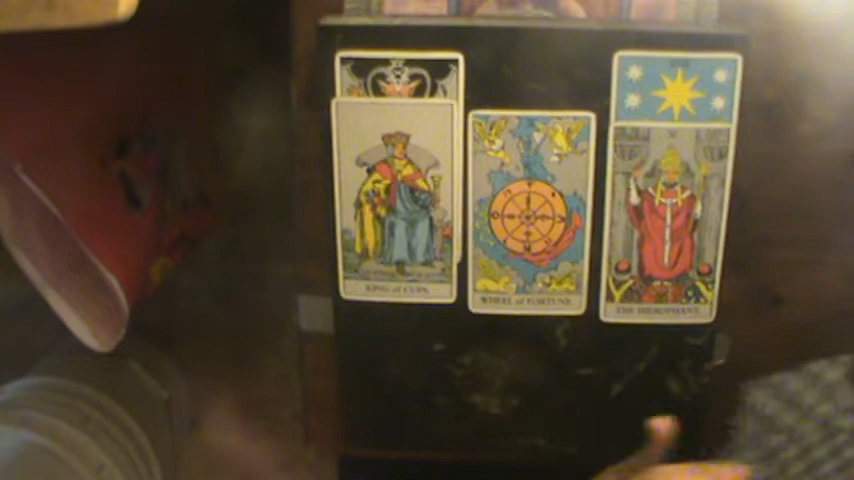 KING of CUPS.
WHEEL of FORTUNE.
V
THE HIEROPHANT.